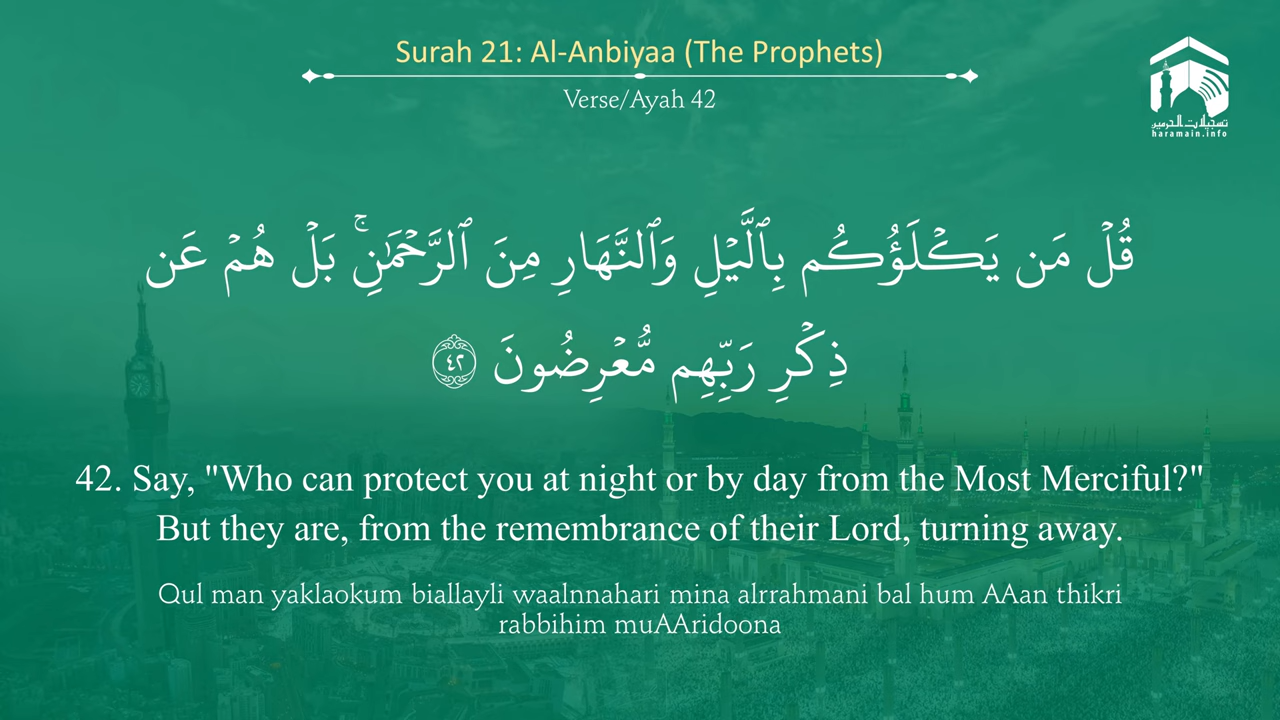 Surah 21: Al-Anbiyaa (The Prophets)
Verse/Ayah 42
تسجيلات الحرمين
haramain.info
قُلْ مَن يَكْلَؤُكُم بِٱلَّيْلِ وَٱلنَّهَارِ مِنَ ٱلرَّحْمَـٰنِ ۚ بَلْ هُمْ عَن
ذِكْرِ رَبِّهِم مُّعْرِضُونَ ٤٢
42. Say, "Who can protect you at night or by day from the Most Merciful?"
But they are, from the remembrance of their Lord, turning away.
Qul man yaklaokum biallayli waalnnahari mina alrrahmani bal hum AAan thikri
rabbihim muAAridoona